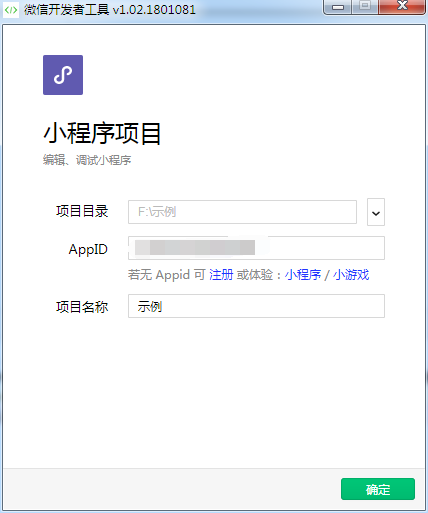 微信开发者工具 v1.02.1801081
小程序项目
编辑、调试小程序
项目目录
F:\示例
AppID
若无 Appid 可 注册 或体验：小程序 / 小游戏
项目名称
示例
确定